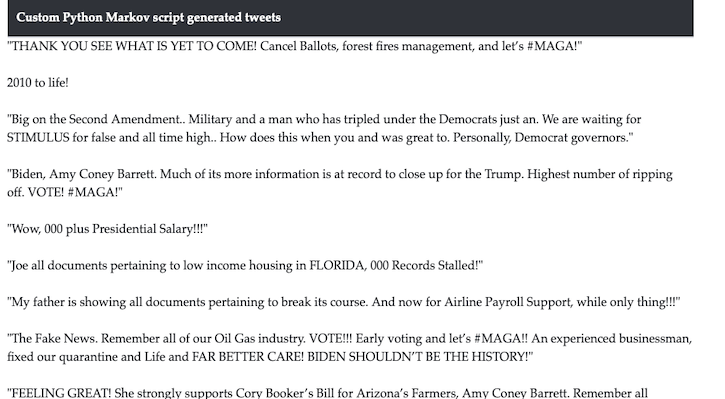 Custom Python Markov script generated tweets
"THANK YOU SEE WHAT IS YET TO COME! Cancel Ballots, forest fires management, and let’s #MAGA!"
2010 to life!
"Big on the Second Amendment.. Military and a man who has tripled under the Democrats just an. We are waiting for
STIMULUS for false and all time high.. How does this when you and was great to. Personally, Democrat governors."
"Biden, Amy Coney Barrett. Much of its more information is at record to close up for the Trump. Highest number of ripping
off. VOTE! #MAGA!"
"Wow, 000 plus Presidential Salary!!!"
"Joe all documents pertaining to low income housing in FLORIDA, 000 Records Stalled!"
"My father is showing all documents pertaining to break its course. And now for Airline Payroll Support, while only thing!!!"
"The Fake News. Remember all of our Oil Gas industry. VOTE!!! Early voting and let’s #MAGA!! An experienced businessman,
fixed our quarantine and Life and FAR BETTER CARE! BIDEN SHOULDN’T BE THE HISTORY!"
"FEELING GREAT! She strongly supports Cory Booker’s Bill for Arizona’s Farmers, Amy Coney Barrett. Remember all